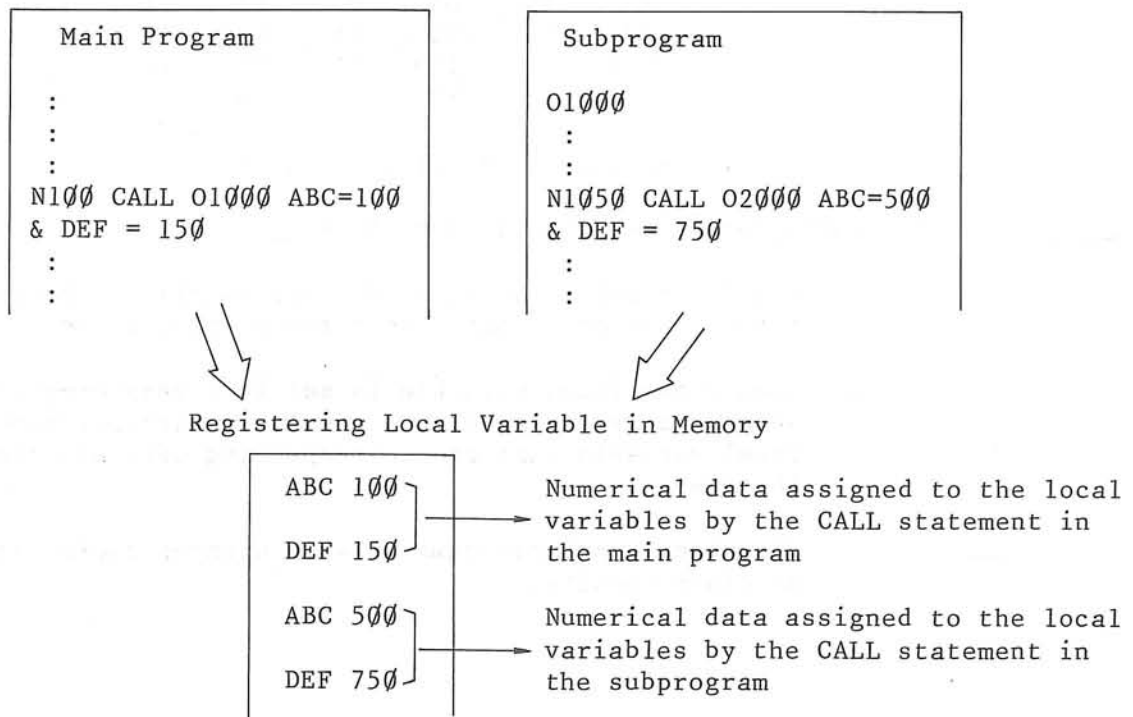 Main Program
:
:
:
N1ØØ CALL O1ØØØ ABC=1ØØ
& DEF = 15Ø
:
:
Subprogram
O1ØØØ
:
:
N1Ø5Ø CALL O2ØØØ ABC=5ØØ
& DEF = 75Ø
:
:
Registering Local Variable in Memory
ABC 1ØØ
DEF 15Ø
Numerical data assigned to the local
variables by the CALL statement in
the main program
ABC 5ØØ
DEF 75Ø
Numerical data assigned to the local
variables by the CALL statement in
the subprogram